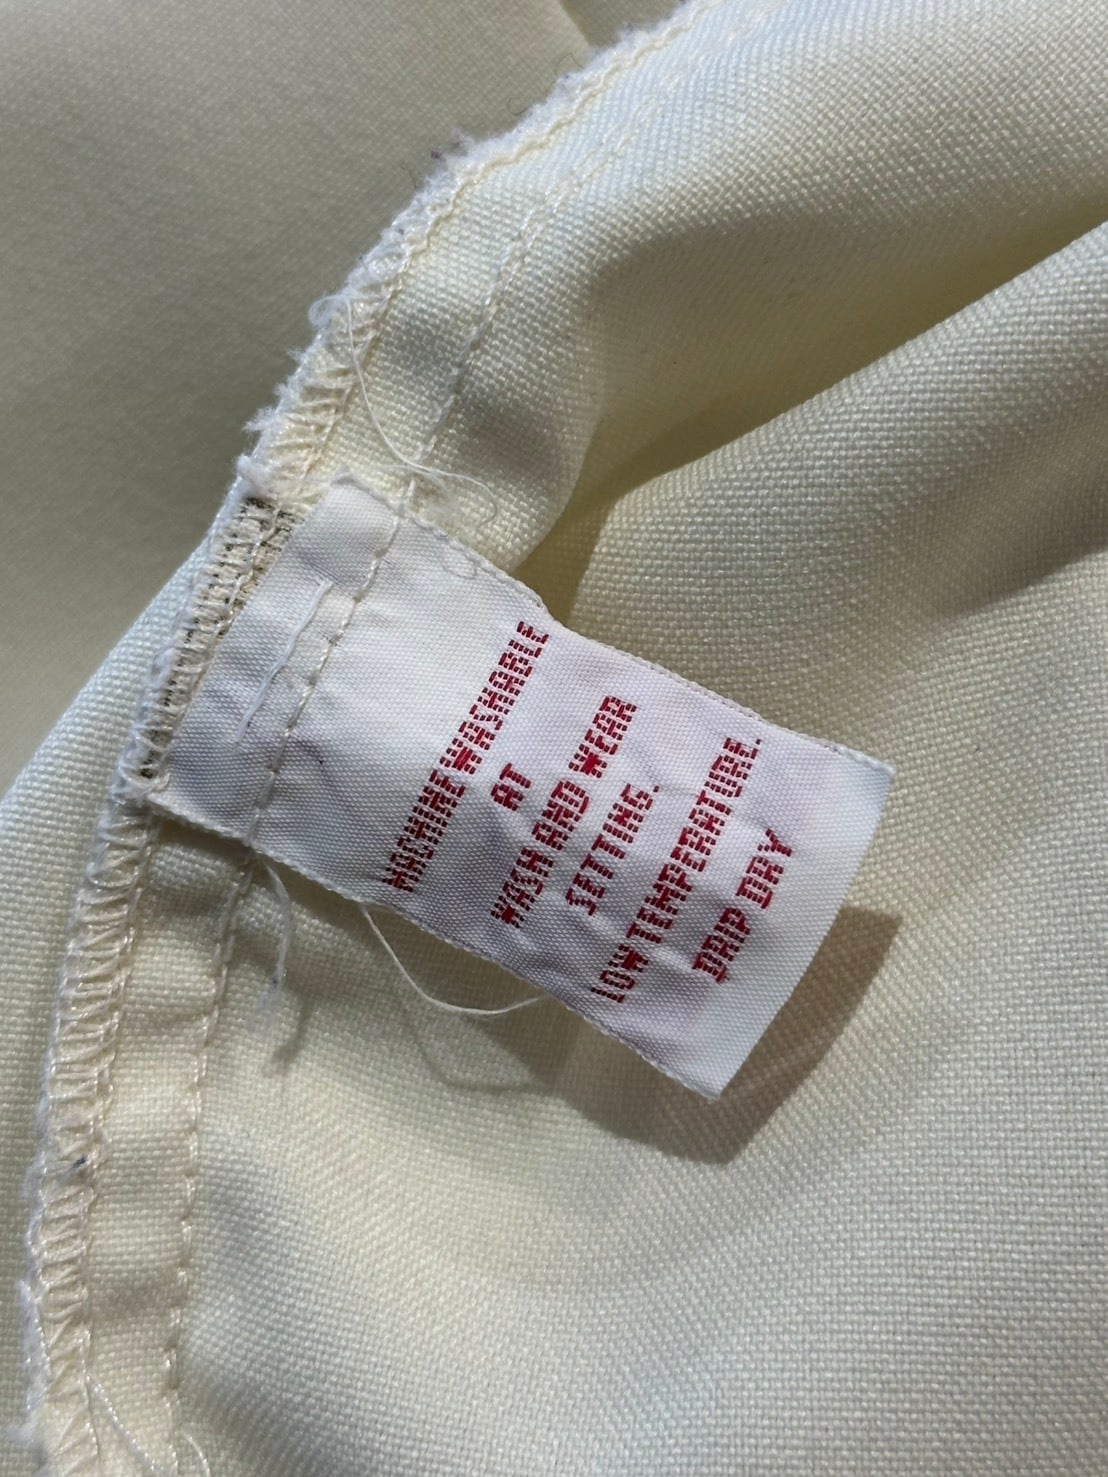 MACHINE WASHABLE
AT
WASH AND WEAR
SETTING.
LOW TEMPERATURE.
DRIP DRY